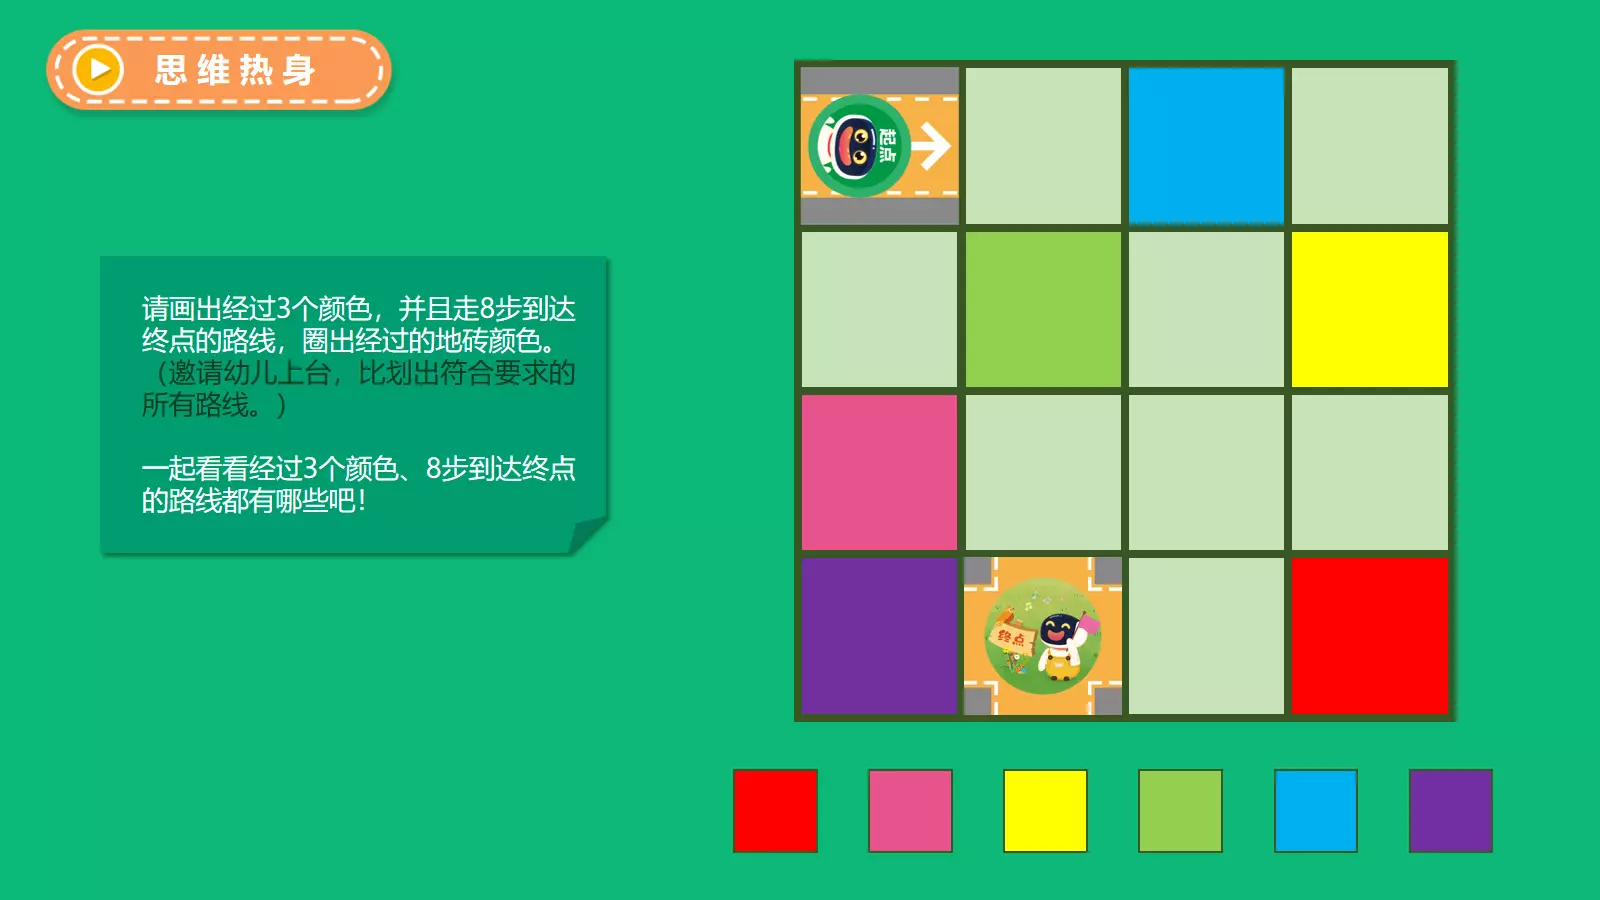 思维热身
起点
请画出经过3个颜色，并且走8步到达
终点的路线，圈出经过的地砖颜色。
（邀请幼儿上台，比划出符合要求的
所有路线。）
一起看看经过3个颜色、8步到达终点
的路线都有哪些吧！
终点